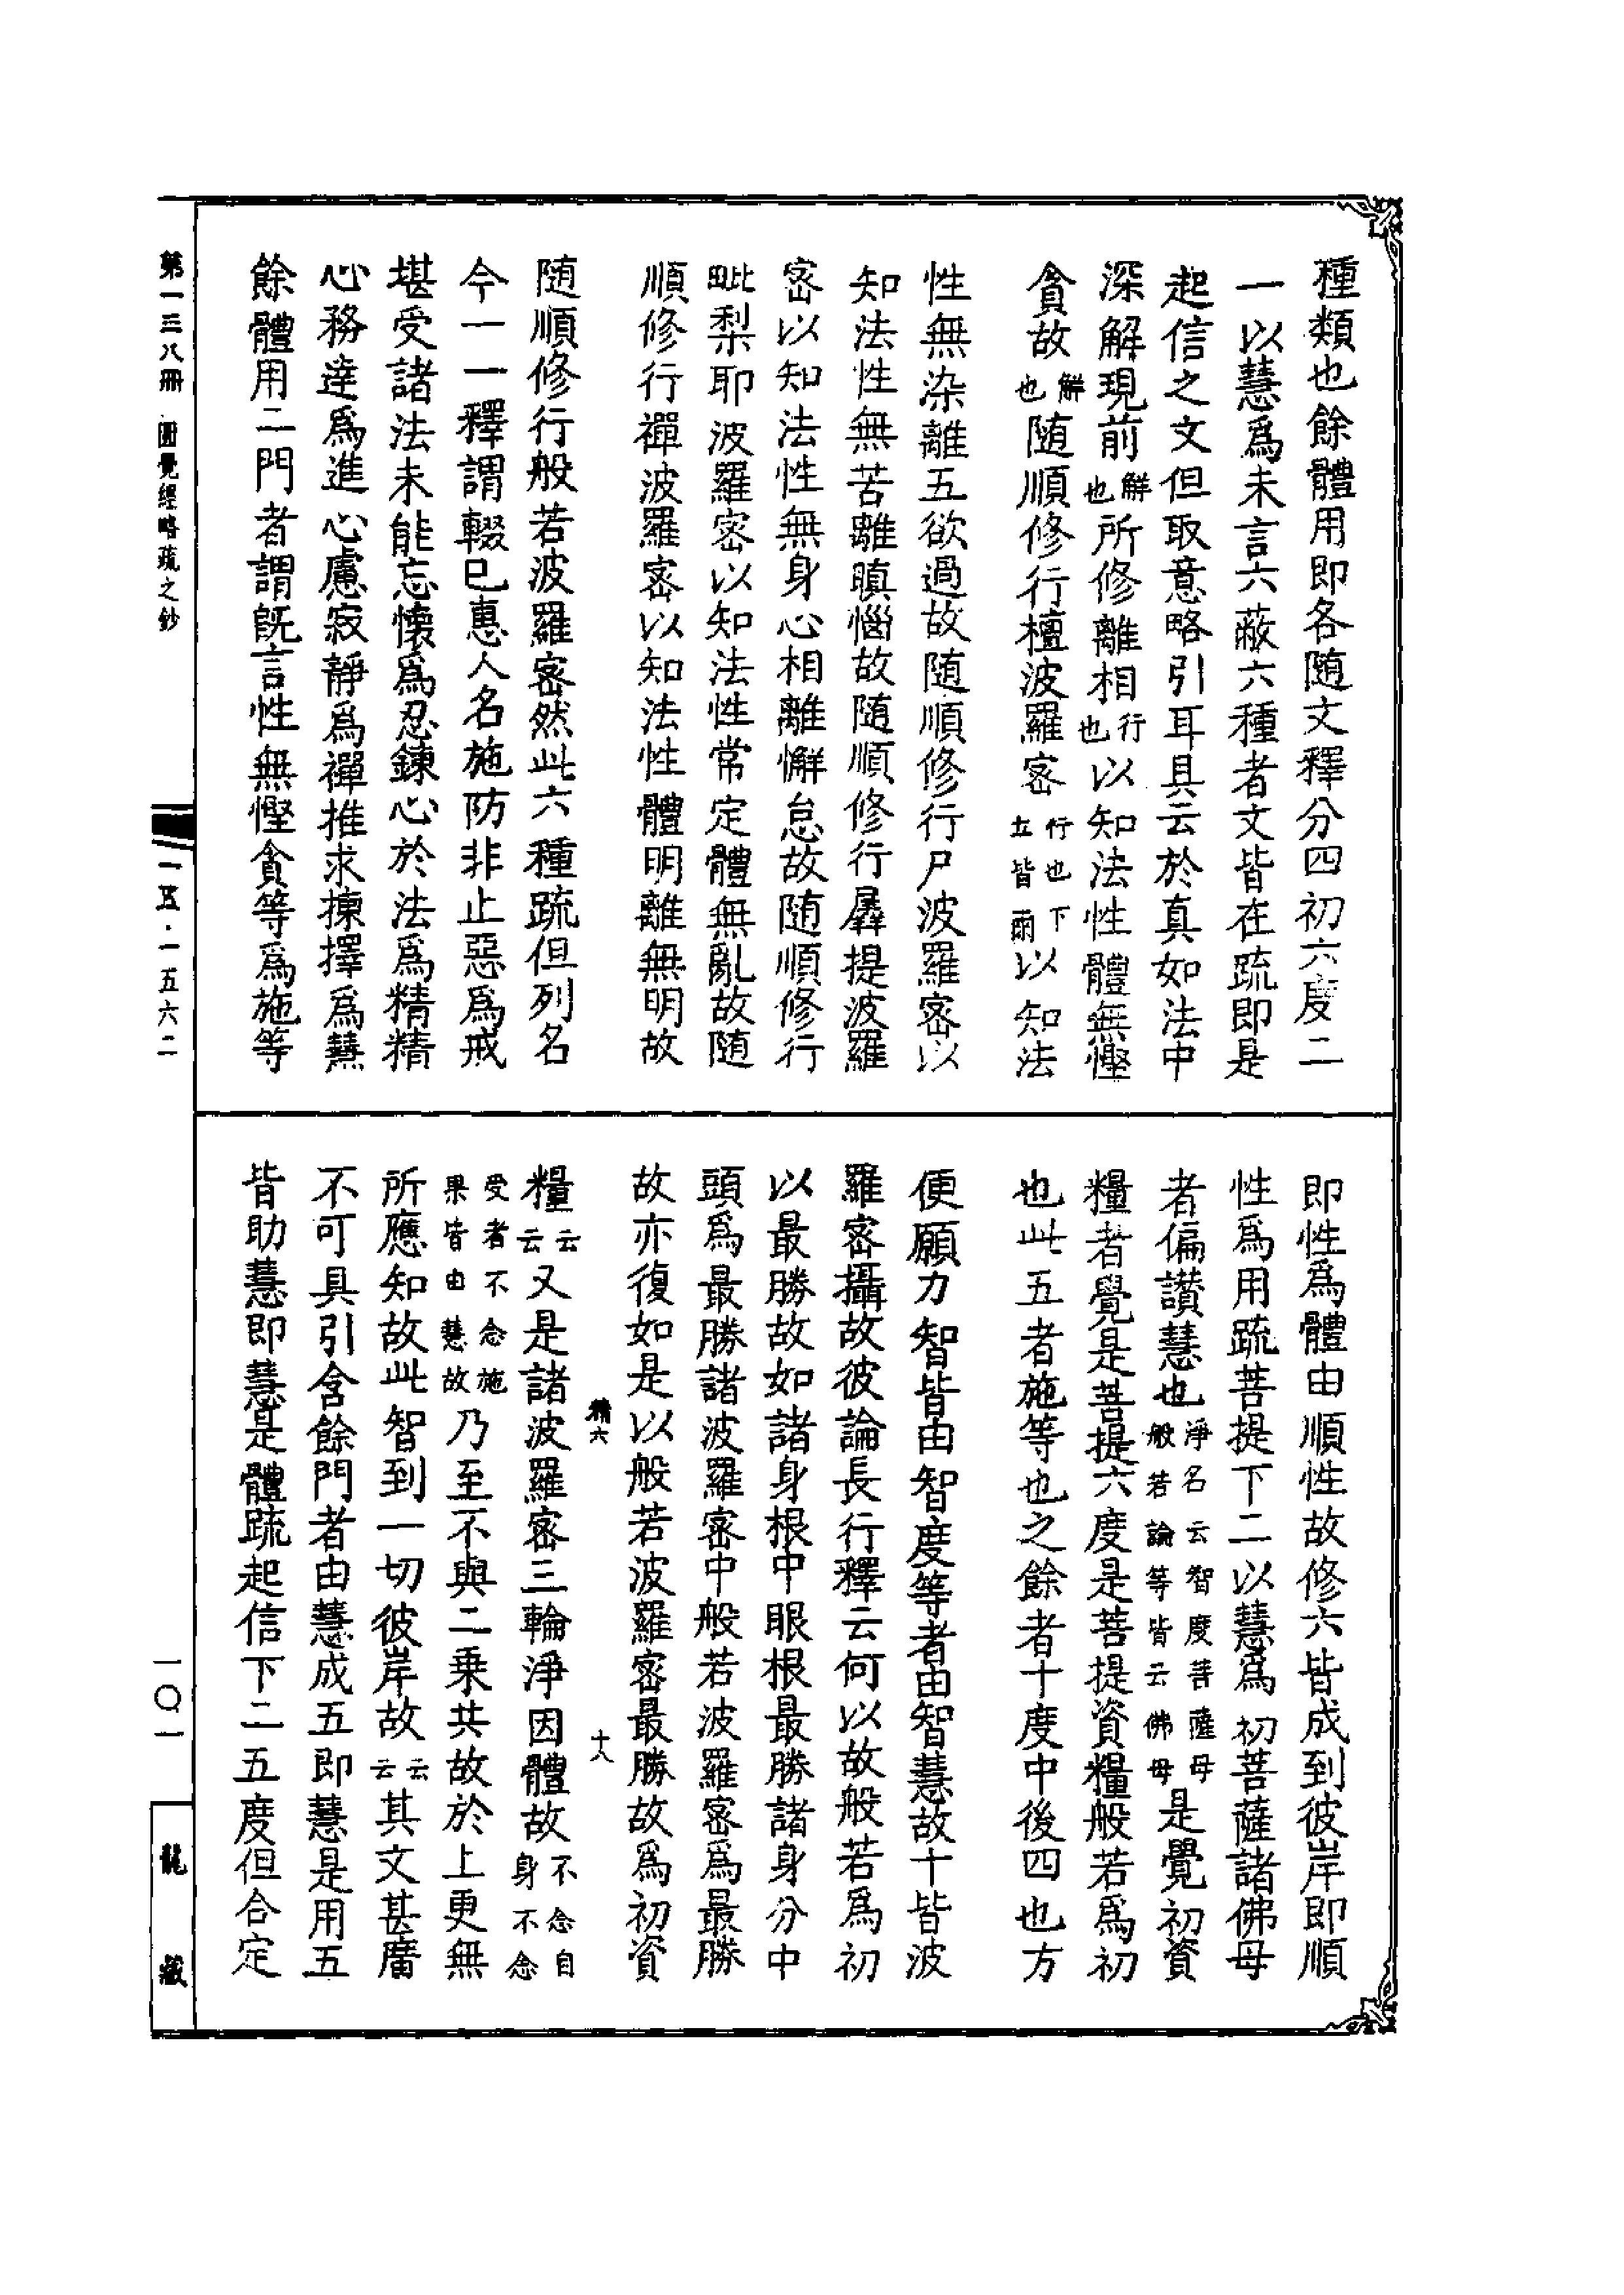 種類也餘體用即各随文釋分四初六度二
一以慧爲未言六蔽六種者文皆在疏即是
起信之文但取意略引耳具云於真如法中
深解現前解也所修離相行也以知法性體無慳
貪故解也随順修行檀波羅密行也下並皆爾以知法
性無染離五欲過故随順修行尸波羅密以
知法性無苦離瞋惱故随順修行羼提波羅
密以知法性無身心相離懈怠故随順修行
毗梨耶波羅密以知法性常定體無亂故随
順修行禪波羅密以知法性體明離無明故
随順修行般若波羅密然此六種疏但列名
今一一釋謂輟已惠人名施防非止惡爲戒
堪受諸法未能忘懷爲忍鍊心於法爲精精
心務達爲進心慮寂靜爲禪推求揀擇爲慧
餘體用二門者謂旣言性無慳貪等爲施等
即性爲體由順性故修六皆成到彼岸即順
性爲用疏菩提下二以慧爲初菩薩諸佛母
者偏讃慧也淨名云智度菩薩母般若論等皆云佛母是覺初資
糧者覺是菩提六度是菩提資糧般若爲初
也此五者施等也之餘者十度中後四也方
便願力智皆由智度等者由智慧故十皆波
羅密攝故彼論長行釋云何以故般若爲初
以最勝故如諸身根中眼根最勝諸身分中
頭爲最勝諸波羅密中般若波羅密爲最勝
故亦復如是以般若波羅密最勝故爲初資
糧云云又是諸波羅密三輪淨因體故不念自身不念
受者不念施果皆由慧故乃至不與二乘共故於上更無
所應知故此智到一切彼岸故云云其文甚廣
不可具引含餘門者由慧成五即慧是用五
皆助慧即慧是體疏起信下二五度但合定
精六
十八
第一三八册
圓覺經略疏之鈔
一五·一五六二
一〇一
龍藏